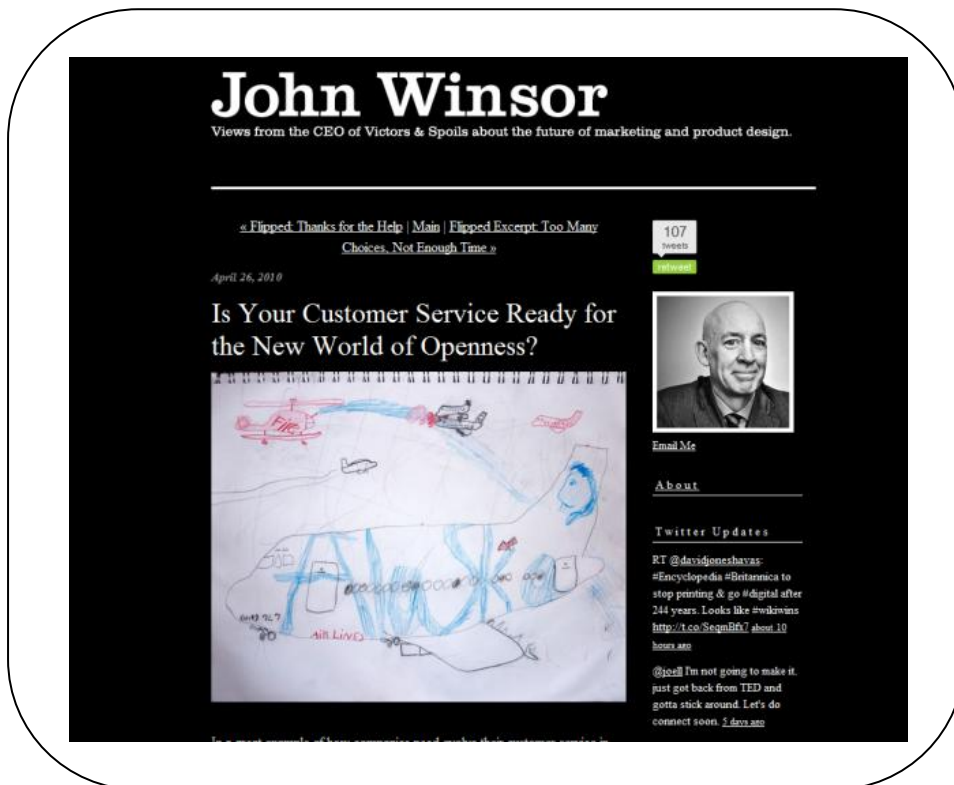 John Winsor
Views from the CEO of Victors & Spoils about the future of marketing and product design.
« Flipped: Thanks for the Help | Main | Flipped Excerpt: Too Many
Choices, Not Enough Time »
April 26, 2010
Is Your Customer Service Ready for
the New World of Openness?
Fire
Alaska
AIR LINES
107
tweets
retweet
Email Me
About
Twitter Updates
RT @davidjoneshavas:
#Encyclopedia #Britannica to
stop printing & go #digital after
244 years. Looks like #wikiwins
http://t.co/SeqmBfx7 about 10
hours ago
@joell I'm not going to make it,
just got back from TED and
gotta stick around. Let's do
connect soon. 5 days ago